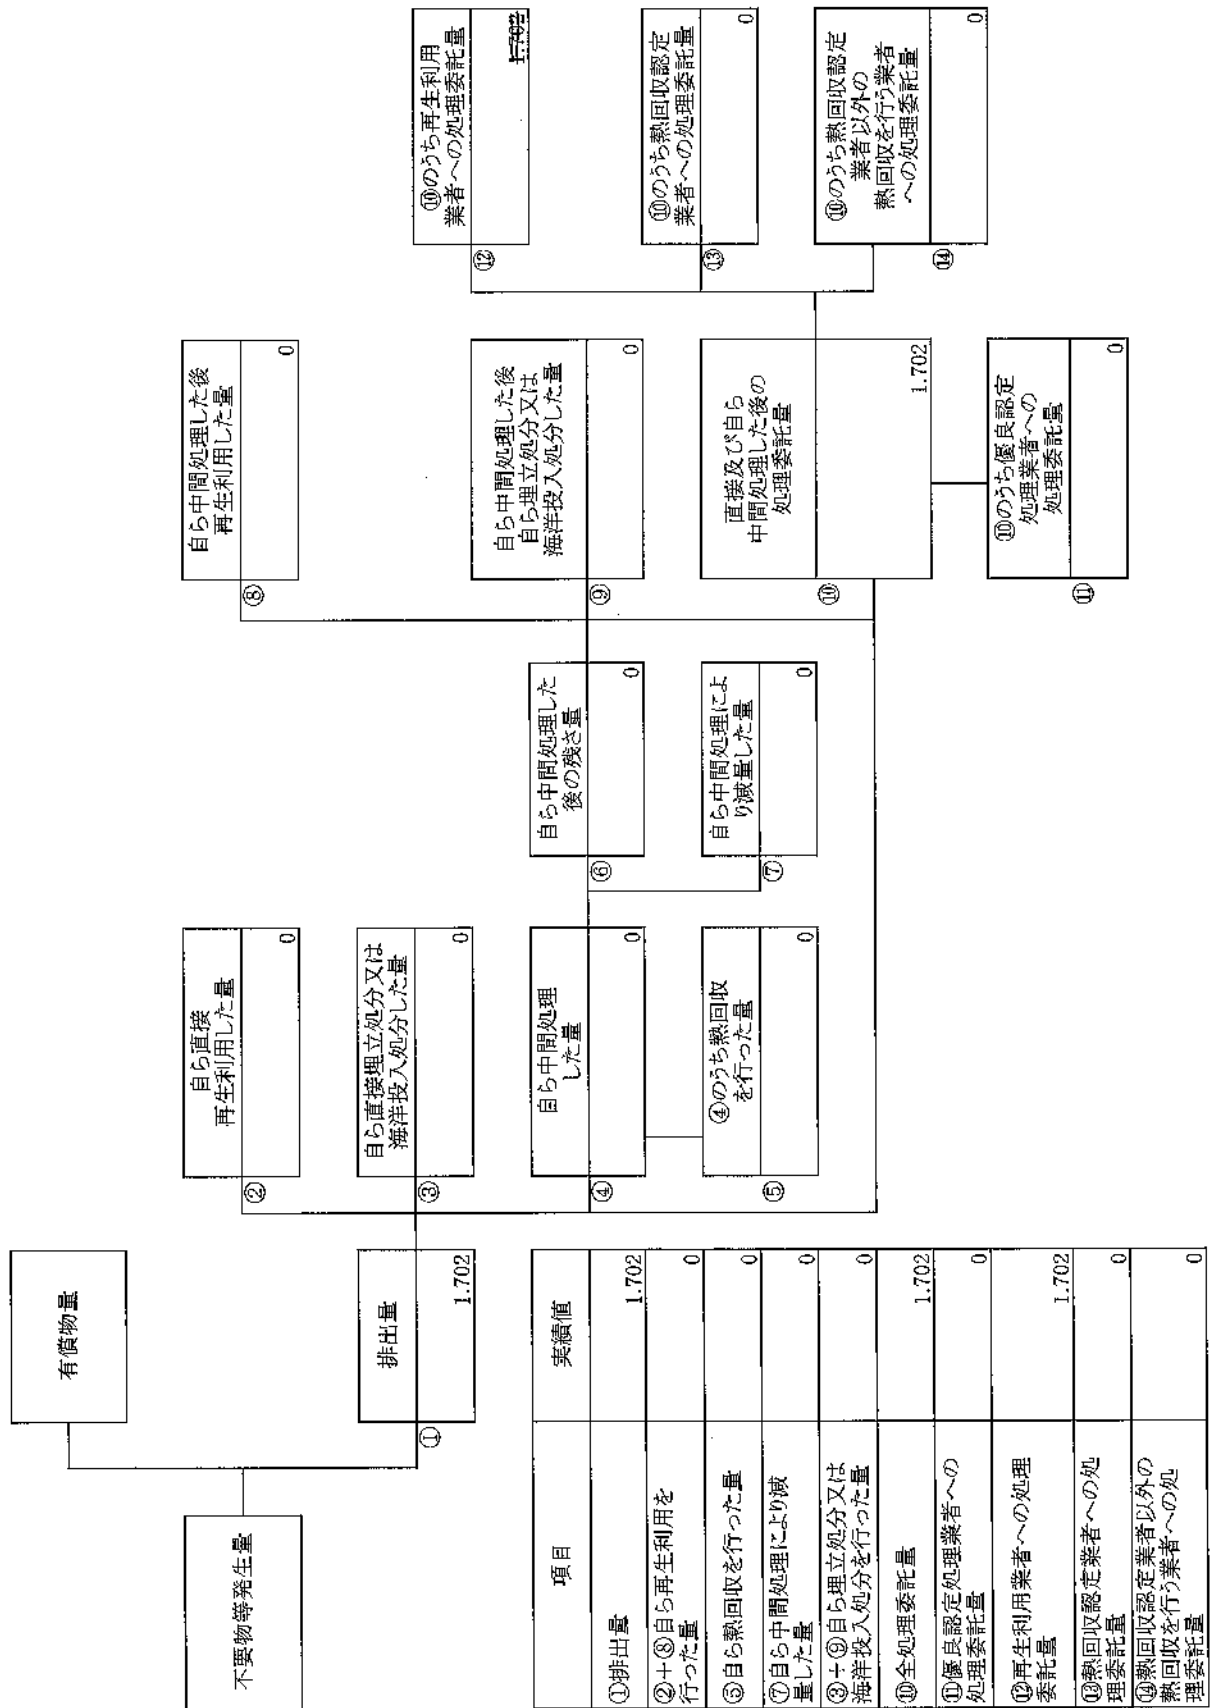 不要物等発生量
有償物量
①
排出量
1.702
②
自ら直接
再生利用した量
0
③
自ら直接埋立処分又は
海洋投入処分した量
0
④
自ら中間処理
した量
0
⑤
④のうち熱回収
を行った量
0
⑥
自ら中間処理した
後の残さ量
0
⑦
自ら中間処理によ
り減量した量
0
⑧
自ら中間処理した後
再生利用した量
0
⑨
自ら中間処理した後
自ら埋立処分又は
海洋投入処分した量
0
⑩
直接及び自ら
中間処理した後の
処理委託量
1.702
⑪
⑩のうち優良認定
処理業者への
処理委託量
0
⑫
⑩のうち再生利用
業者への処理委託量
1.702
⑬
⑩のうち熱回収認定
業者への処理委託量
0
⑭
⑩のうち熱回収認定
業者以外の
熱回収を行う業者
への処理委託量
0
項目
実績値
①排出量
1.702
②+⑧自ら再生利用を
行った量
0
⑤自ら熱回収を行った量
0
⑦自ら中間処理により減
量した量
0
③+⑨自ら埋立処分又は
海洋投入処分を行った量
0
⑩全処理委託量
1.702
⑪優良認定処理業者への
処理委託量
0
⑫再生利用業者への処理
委託量
1.702
⑬熱回収認定業者への処
理委託量
0
⑭熱回収認定業者以外の
熱回収を行う業者への処
理委託量
0